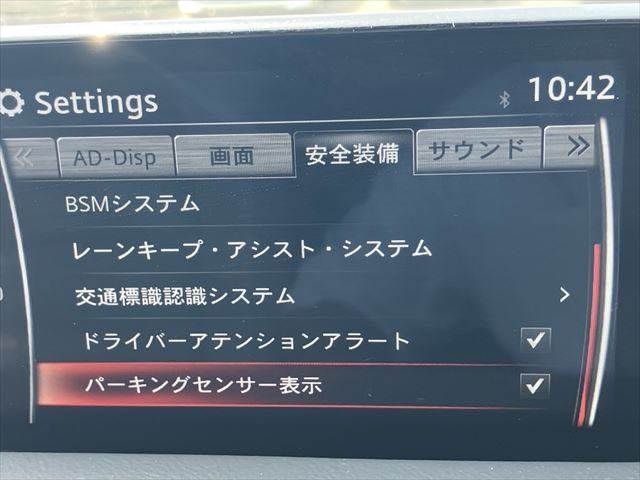 Settings 10:42
AD-Disp 画面 安全装備 サウンド
BSMシステム
レーンキープ・アシスト・システム
交通標識認識システム
ドライバーアテンションアラート
パーキングセンサー表示